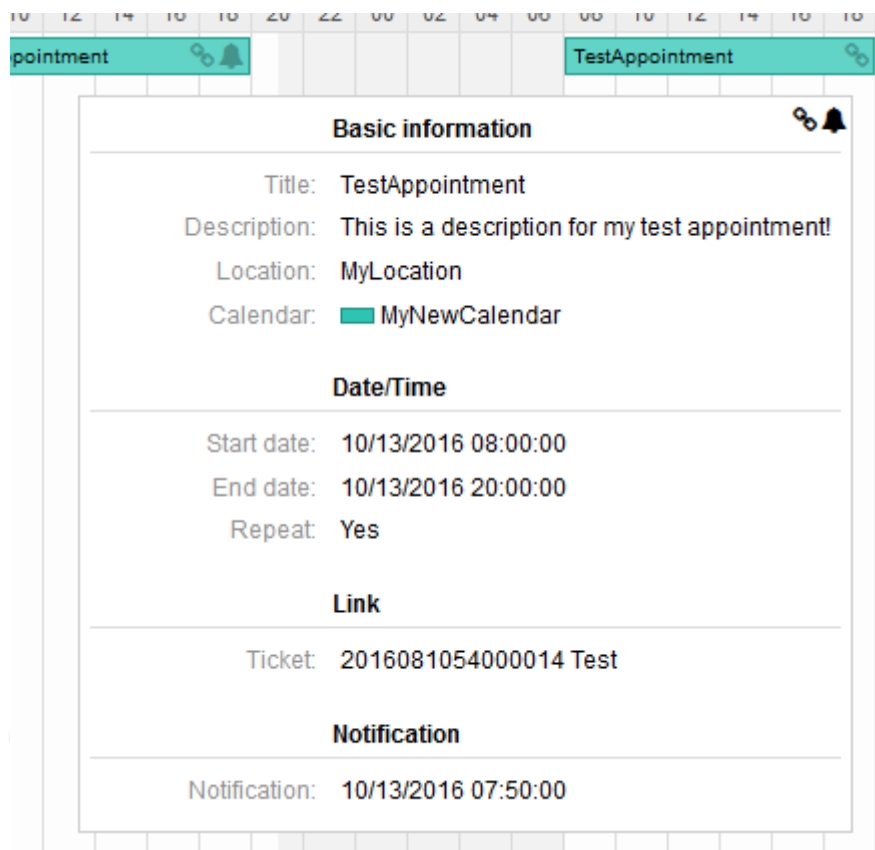 10 12 14 16 18 20 22 00 02 04 06 08 10 12 14 16 18
pointment TestAppointment
Basic information
Title: TestAppointment
Description: This is a description for my test appointment!
Location: MyLocation
Calendar: MyNewCalendar
Date/Time
Start date: 10/13/2016 08:00:00
End date: 10/13/2016 20:00:00
Repeat: Yes
Link
Ticket: 2016081054000014 Test
Notification
Notification: 10/13/2016 07:50:00